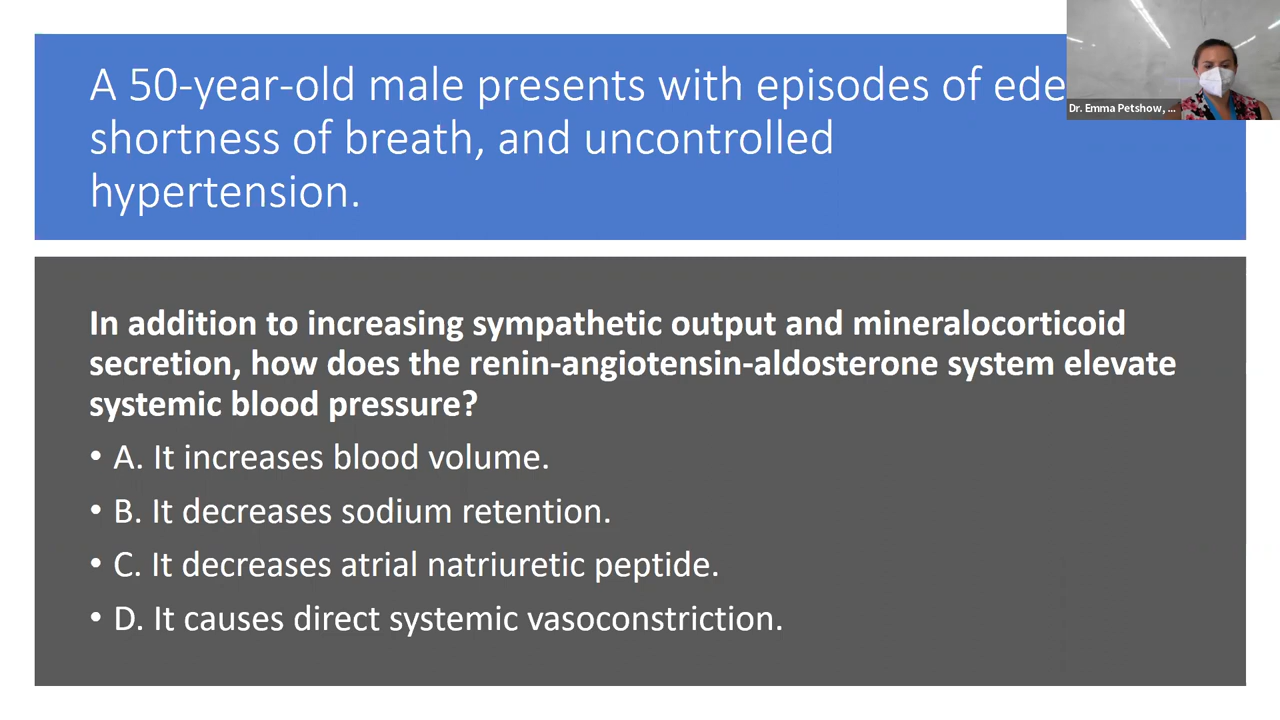 A 50-year-old male presents with episodes of ede
shortness of breath, and uncontrolled
hypertension.
Dr. Emma Petshow, ...
In addition to increasing sympathetic output and mineralocorticoid
secretion, how does the renin-angiotensin-aldosterone system elevate
systemic blood pressure?
• A. It increases blood volume.
• B. It decreases sodium retention.
• C. It decreases atrial natriuretic peptide.
• D. It causes direct systemic vasoconstriction.